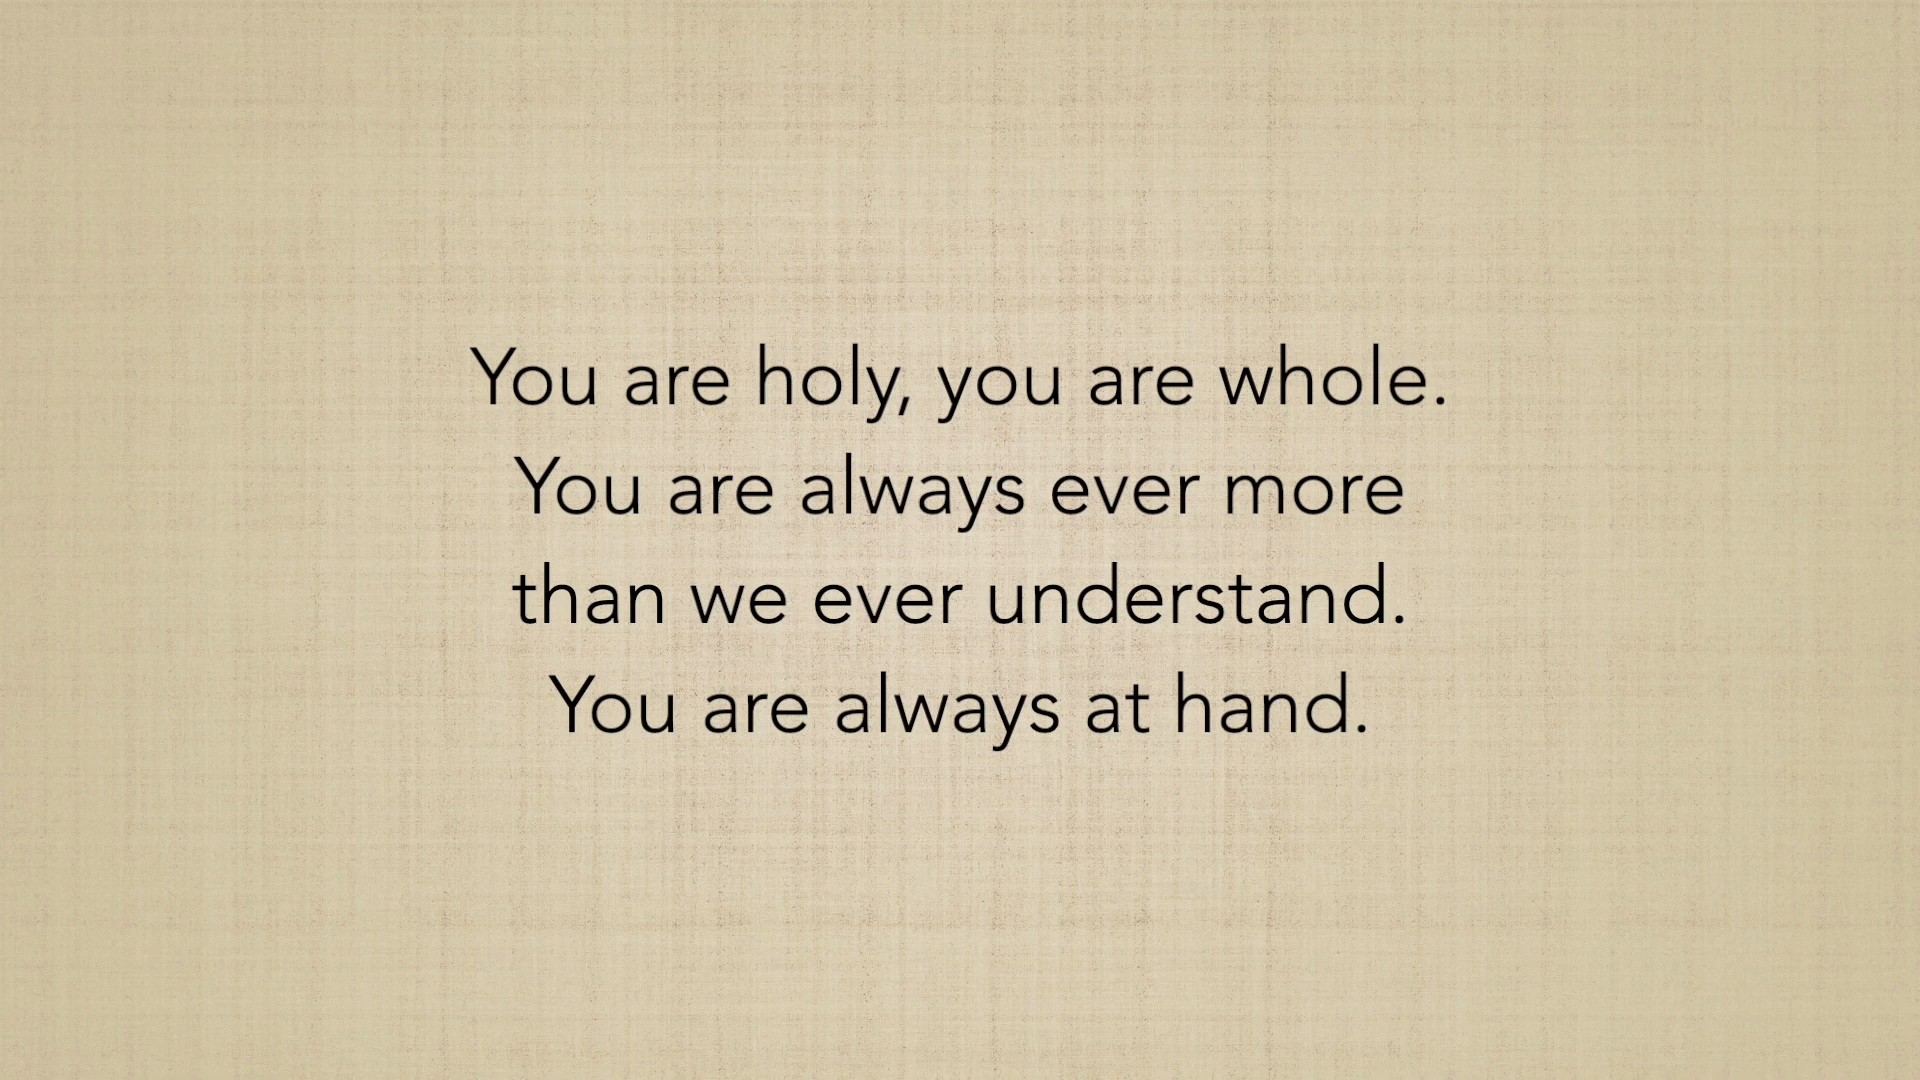 You are holy, you are whole.
You are always ever more
than we ever understand.
You are always at hand.